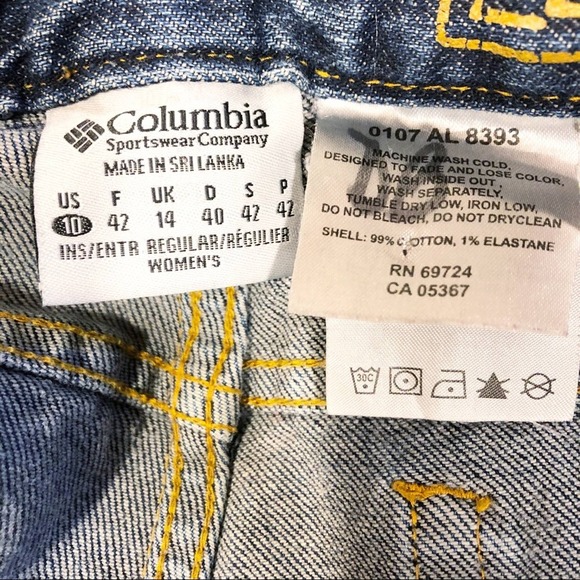 Columbia
Sportswear Company
MADE IN SRI LANKA
US F UK D S P
10 42 14 40 42 42
INS/ENTR REGULAR/RÉGULIER
WOMEN'S
0107 AL 8393
MACHINE WASH COLD,
DESIGNED TO FADE AND LOSE COLOR,
WASH INSIDE OUT,
WASH SEPARATELY,
TUMBLE DRY LOW, IRON LOW,
DO NOT BLEACH, DO NOT DRYCLEAN
SHELL: 99% COTTON, 1% ELASTANE
RN 69724
CA 05367
30C